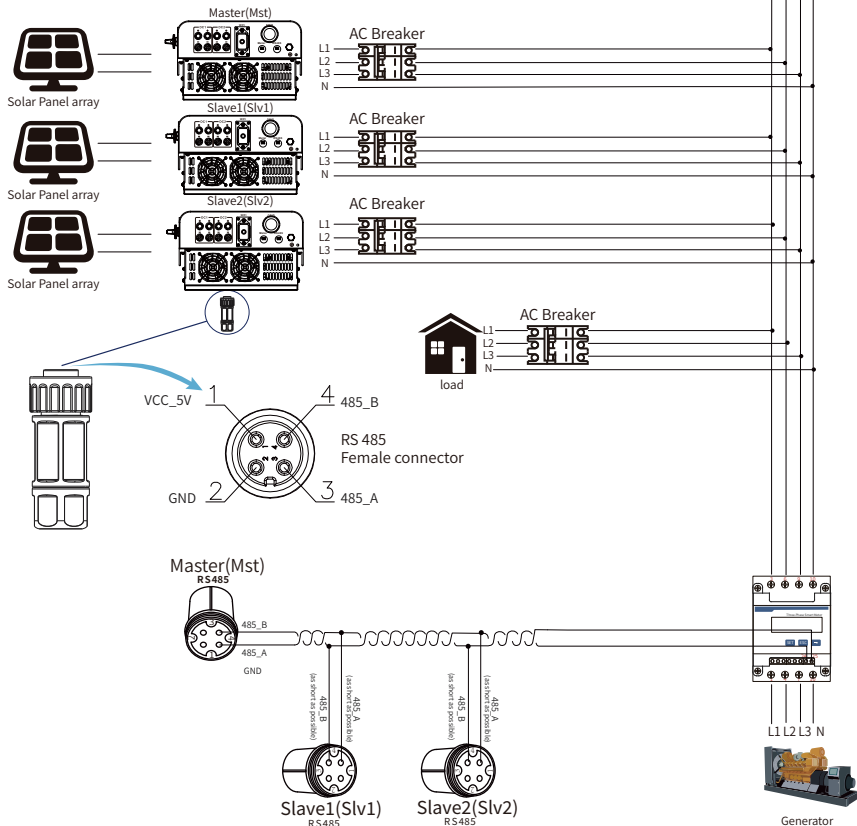 Master(Mst)
AC Breaker
L1
L2
L3
N
Solar Panel array
Slave1(Slv1)
AC Breaker
L1
L2
L3
N
Solar Panel array
Slave2(Slv2)
AC Breaker
L1
L2
L3
N
Solar Panel array
AC Breaker
L1
L2
L3
N
load
VCC_5V
1
4
485_B
RS 485
Female connector
GND
2
3
485_A
1
4
2
3
Master(Mst)
RS485
485_B
485_A
GND
485_B
(as short as possible)
485_A
(as short as possible)
485_B
(as short as possible)
485_A
(as short as possible)
Slave1(Slv1)
RS485
Slave2(Slv2)
RS485
L1 L2 L3 N
Generator